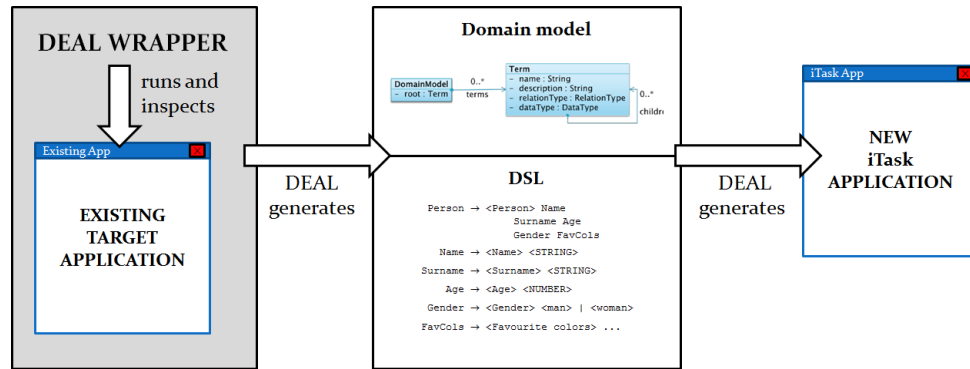 DEAL WRAPPER
runs and
inspects
Existing App
X
EXISTING
TARGET
APPLICATION
DEAL
generates
Domain model
DomainModel
- root : Term
0..*
terms
Term
- name : String
- description : String
- relationType : RelationType
- dataType : DataType
0..*
children
DSL
Person → <Person> Name
Surname Age
Gender FavCols
Name → <Name> <STRING>
Surname → <Surname> <STRING>
Age → <Age> <NUMBER>
Gender → <Gender> <man> | <woman>
FavCols → <Favourite colors> ...
DEAL
generates
iTask App
X
NEW
iTask
APPLICATION